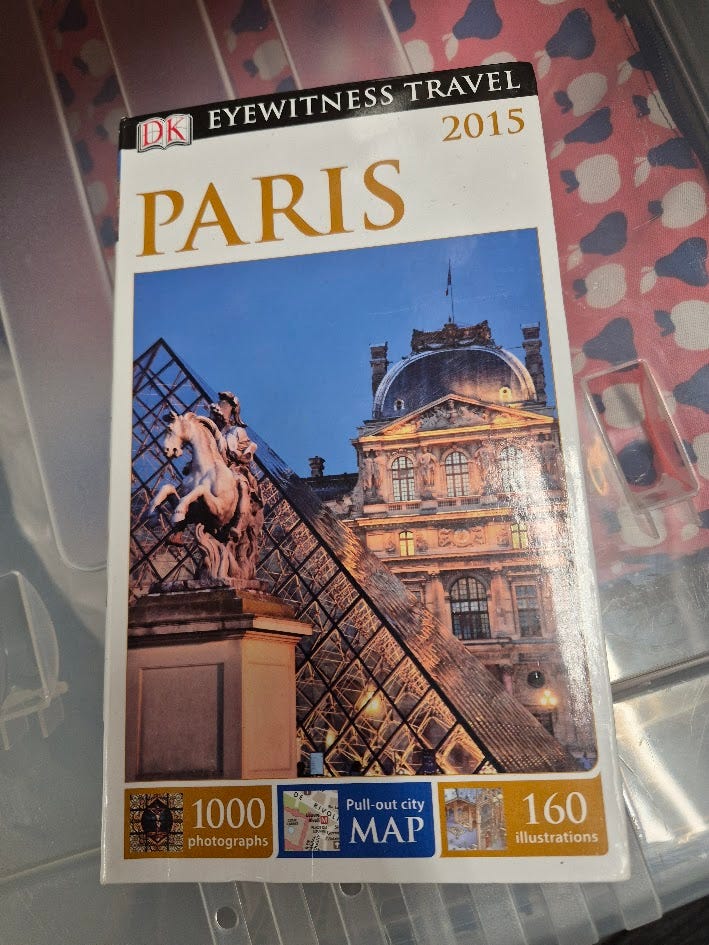 DK EYEWITNESS TRAVEL
2015
PARIS
1000
photographs
Pull-out city
MAP
160
illustrations